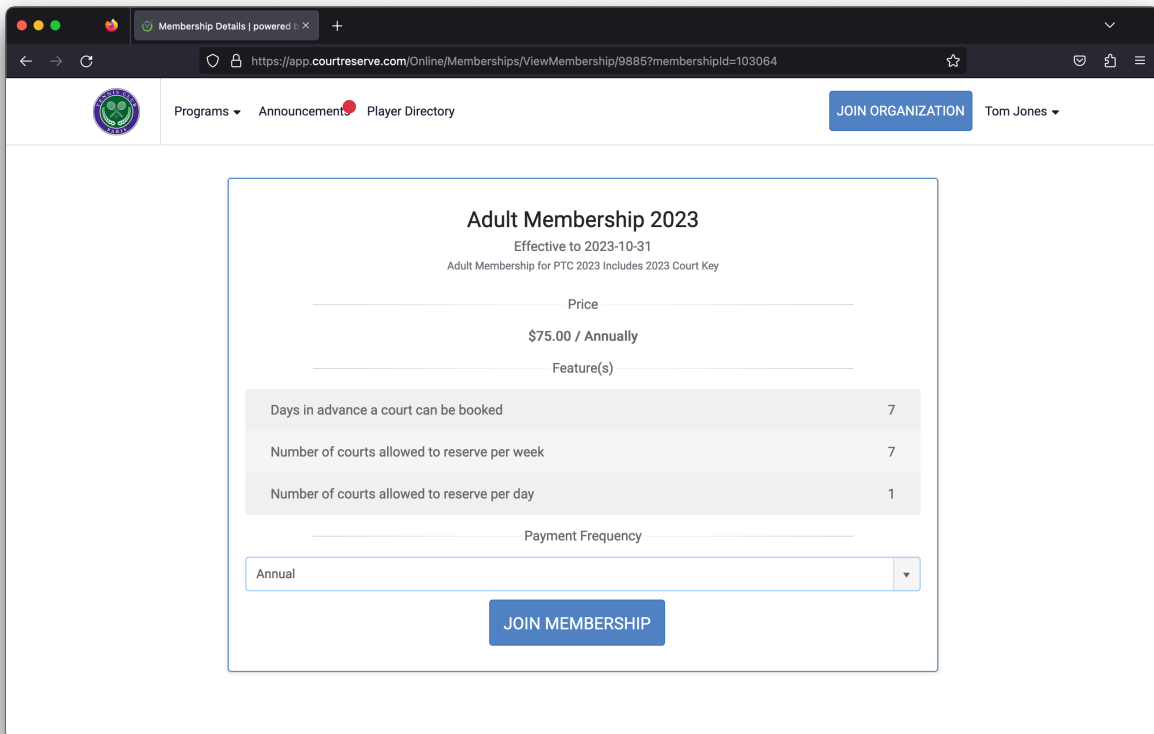 Membership Details | powered b
https://app.courtreserve.com/Online/Memberships/ViewMembership/9885?membershipId=103064
TENNIS CLUB
PARIS
Programs
Announcements
Player Directory
JOIN ORGANIZATION
Tom Jones
Adult Membership 2023
Effective to 2023-10-31
Adult Membership for PTC 2023 Includes 2023 Court Key
Price
$75.00 / Annually
Feature(s)
Days in advance a court can be booked 7
Number of courts allowed to reserve per week 7
Number of courts allowed to reserve per day 1
Payment Frequency
Annual
JOIN MEMBERSHIP